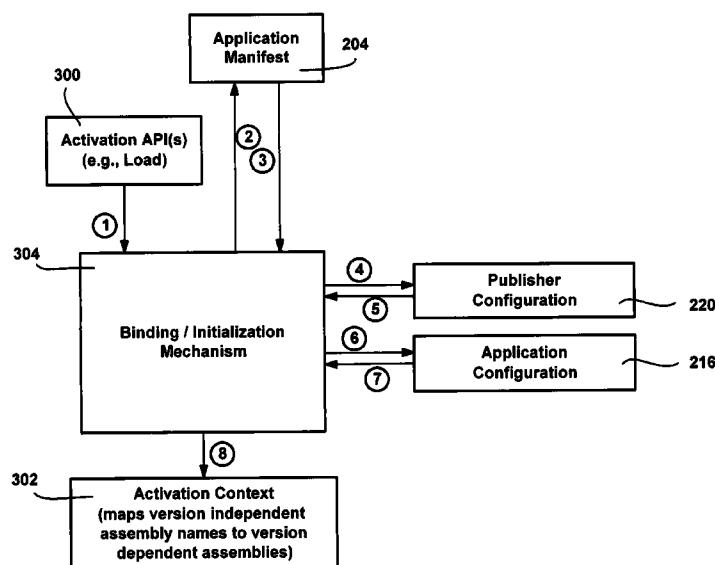 Application
Manifest
204
300
Activation API(s)
(e.g., Load)
2
3
1
304
Binding / Initialization
Mechanism
4
5
Publisher
Configuration
220
6
7
Application
Configuration
216
8
302
Activation Context
(maps version independent
assembly names to version
dependent assemblies)